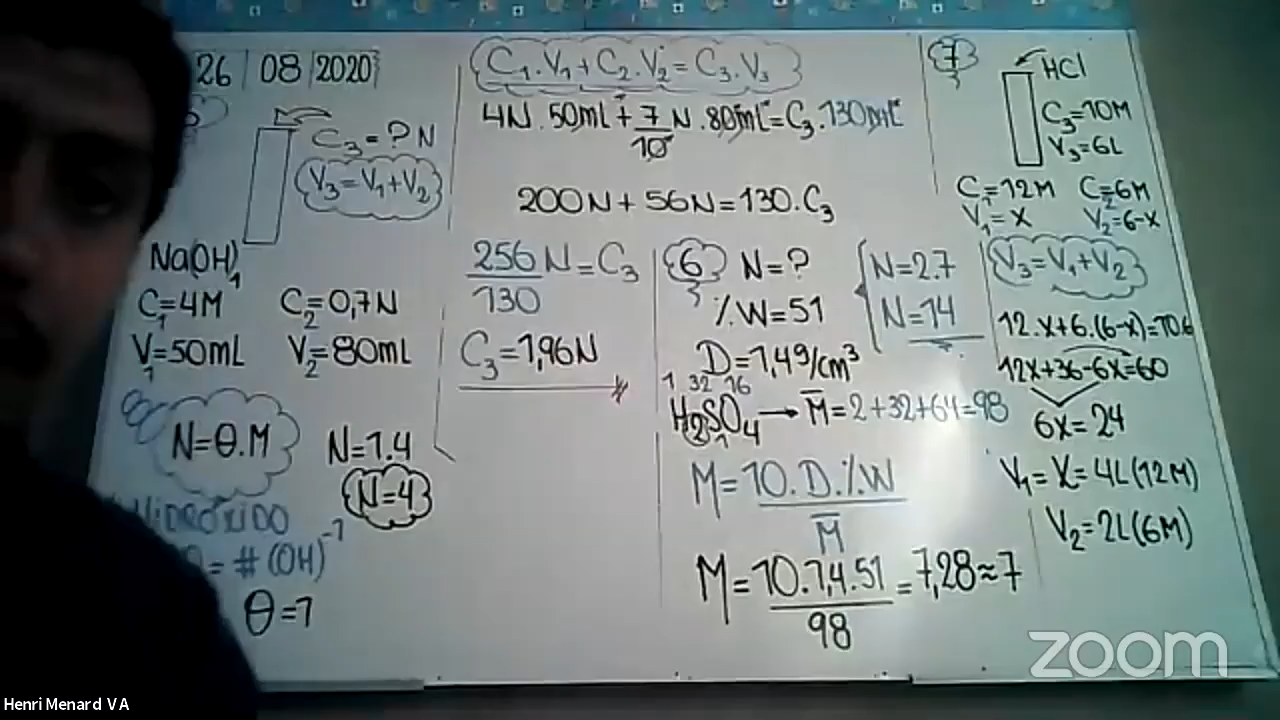 26 | 08 | 2020
C₃=? N
V₃=V₁+V₂
NaOH)₁
C₁=4M C₂=0,7N
V₁=50mL V₂=80mL
N=θ.M N=1.4
N=4
Hidróxido
θ=#(OH)⁻¹
θ=1
C₁.V₁+C₂.V₂=C₃.V₃
4N.50mL+7/10 N.80mL=C₃.130mL
200N+56N=130.C₃
256/130 N=C₃
C₃=1,96N
6 N=?
%W=51
D=1,4g/cm³
N=2.7
N=14
1 32 16
H₂SO₄→M̅=2+32+64=98
M=10.D.%W/M̅
M=10.1,4.51/98=7,28≈7
7
HCl
C₃=10M
V₃=6L
C₁=12M C₂=6M
V₁=x V₂=6-x
V₃=V₁+V₂
12.x+6.(6-x)=10.6
12x+36-6x=60
6x=24
V₁=x=4L(12M)
V₂=2L(6M)
zoom
Henri Menard V A